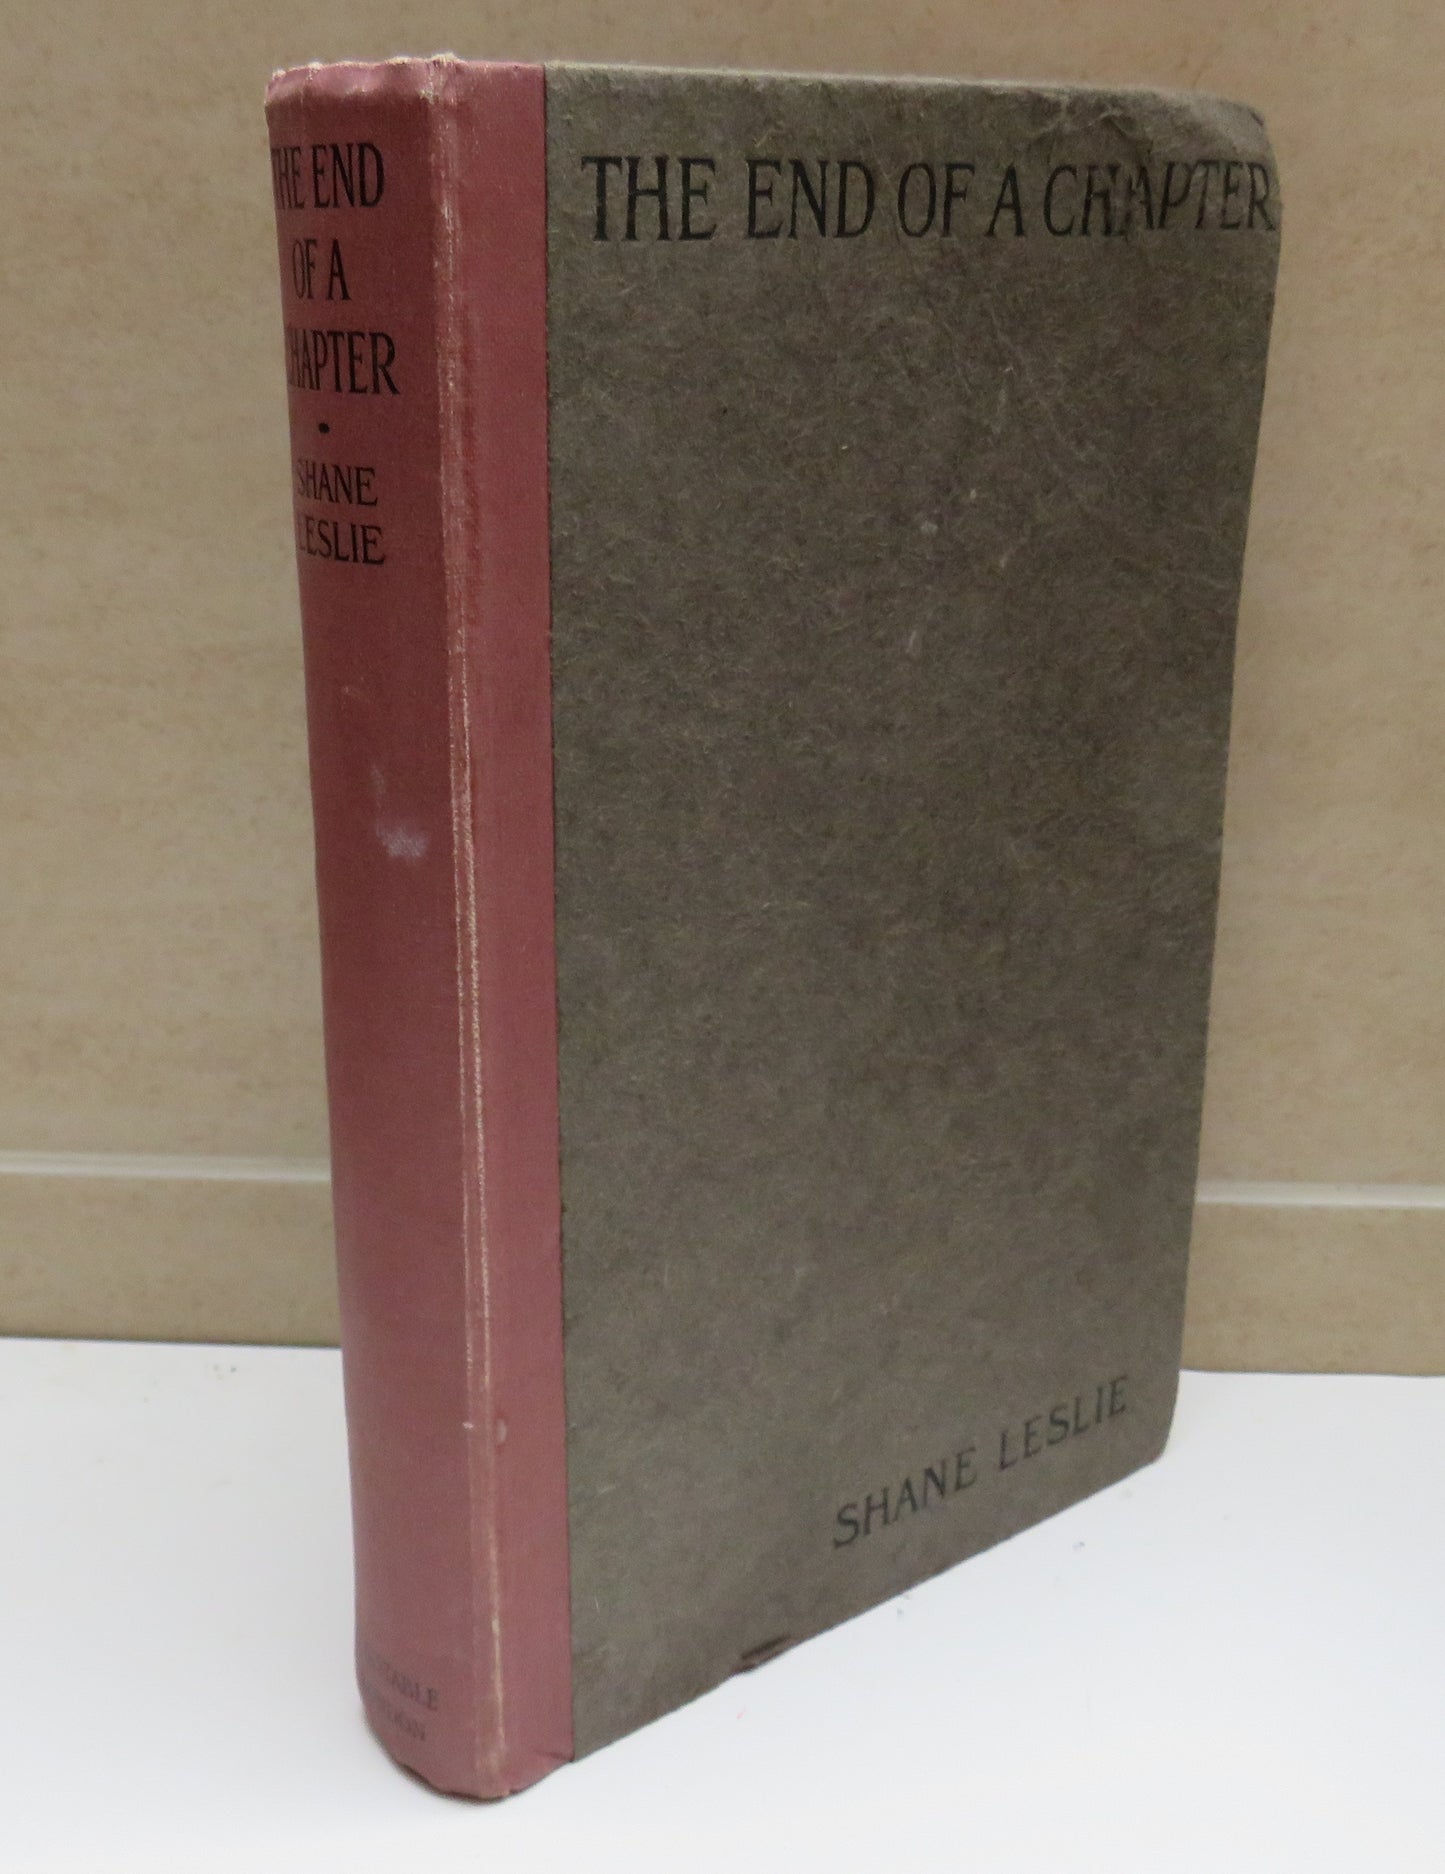 THE END
OF A
CHAPTER
•
SHANE
LESLIE
THE END OF A CHAPTER
SHANE LESLIE